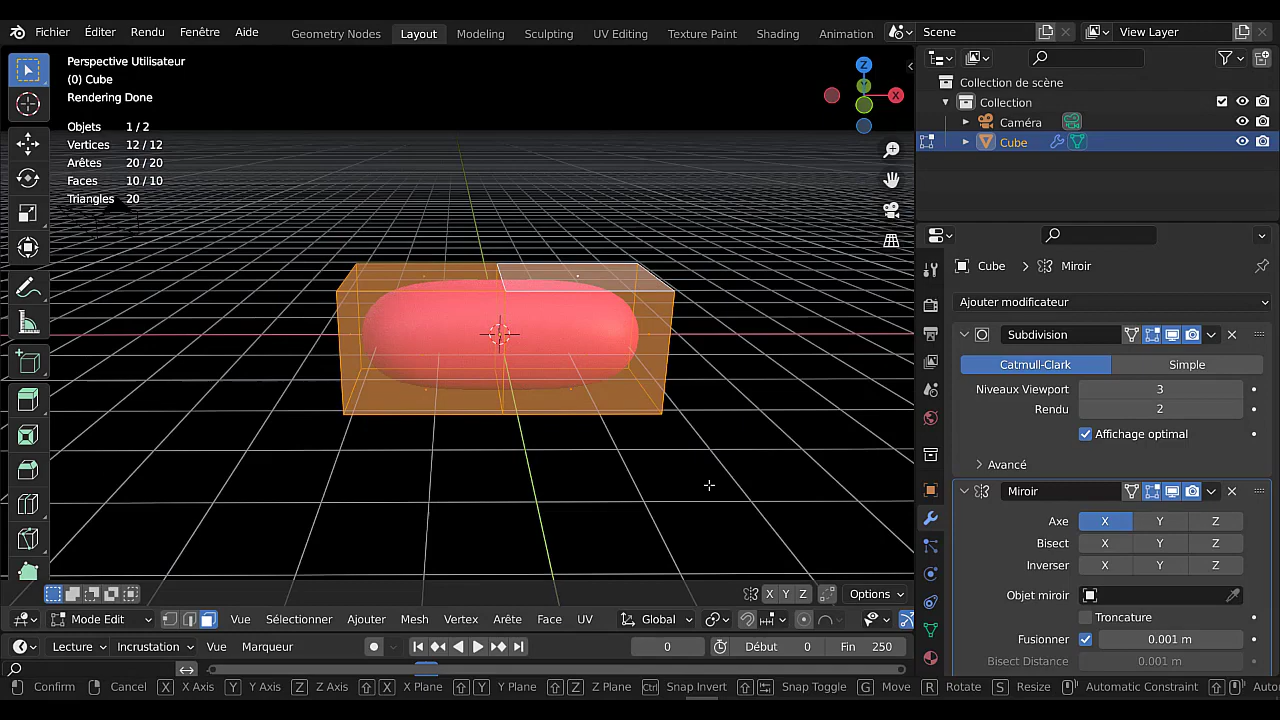 Fichier Éditer Rendu Fenêtre Aide Geometry Nodes Layout Modeling Sculpting UV Editing Texture Paint Shading Animation Scene View Layer
Perspective Utilisateur
(0) Cube
Rendering Done
Objets 1 / 2
Vertices 12 / 12
Arêtes 20 / 20
Faces 10 / 10
Triangles 20
Z
Y
X
Collection de scène
Collection
Caméra
Cube
Cube Miroir
Ajouter modificateur
Subdivision
Catmull-Clark Simple
Niveaux Viewport 3
Rendu 2
Affichage optimal
Avancé
Miroir
Axe X Y Z
Bisect X Y Z
Inverser X Y Z
Objet miroir
Troncature
Fusionner 0.001 m
Bisect Distance 0.001 m
X Y Z Options
Mode Edit Vue Sélectionner Ajouter Mesh Vertex Arête Face UV Global
Lecture Incrustation Vue Marqueur 0 Début 0 Fin 250
Confirm Cancel X X Axis Y Y Axis Z Z Axis X X Plane Y Y Plane Z Z Plane Ctrl Snap Invert Snap Toggle G Move R Rotate S Resize Automatic Constraint Auto